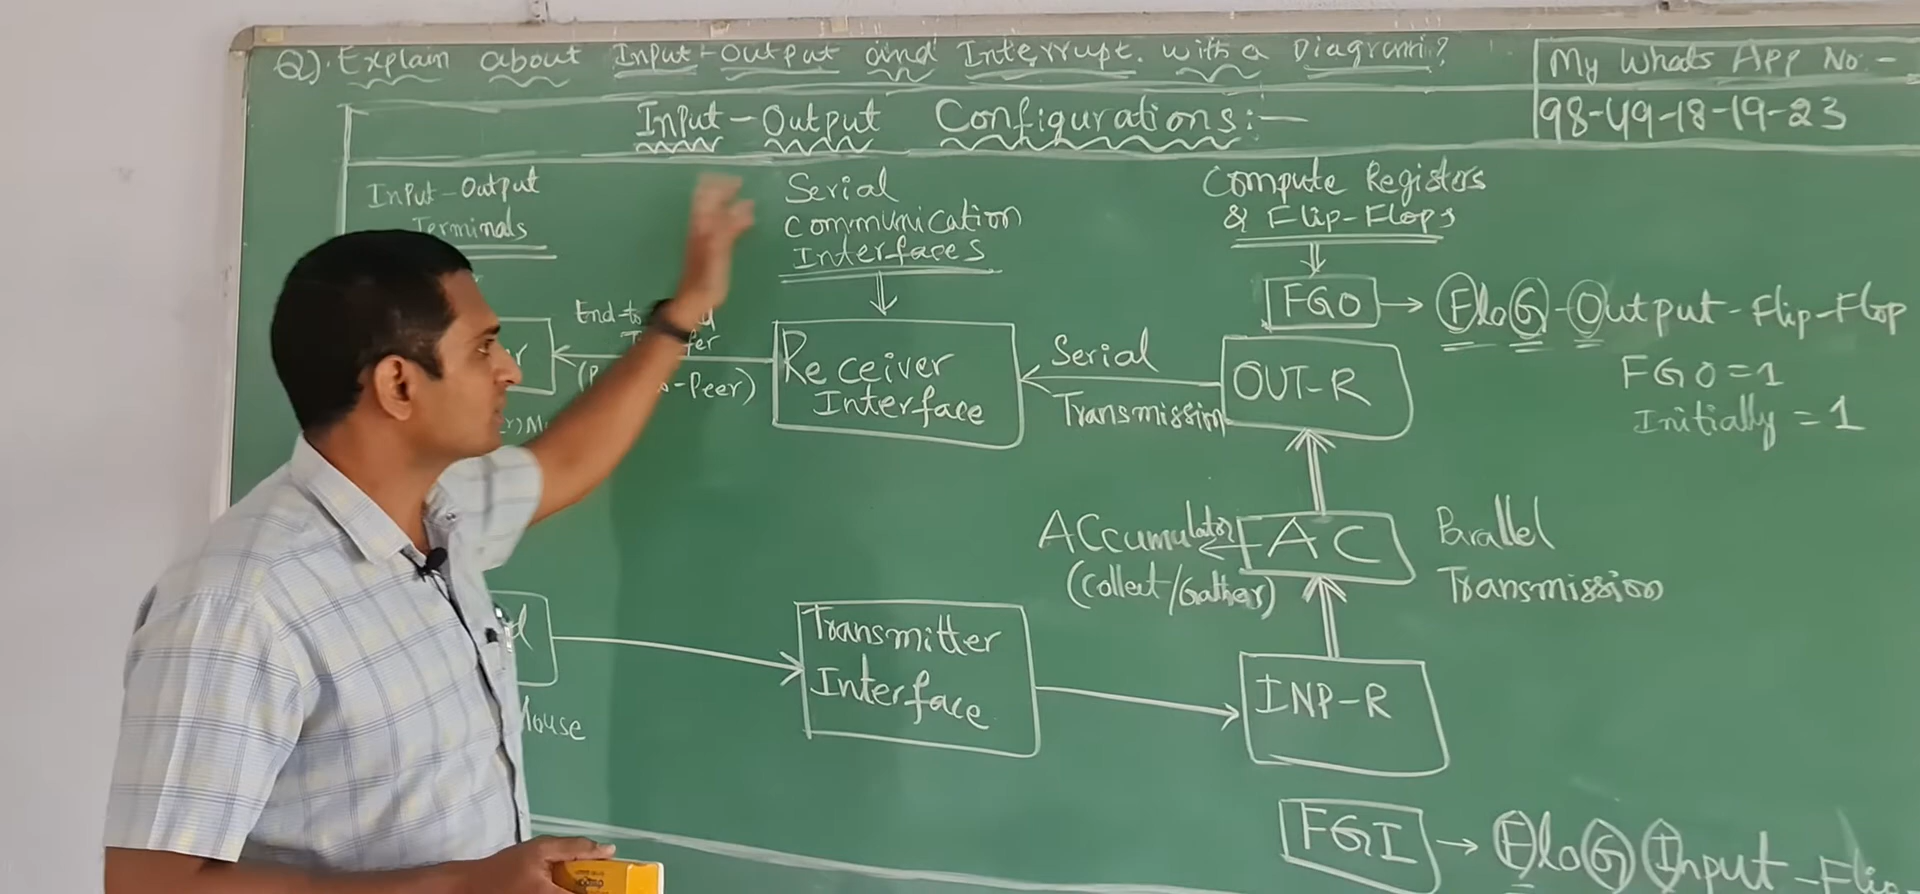 Q). Explain about Input-Output and Interrupt. with a Diagram?
My Whats App No:-
98-49-18-19-23
Input-Output Configurations:-
Input-Output
Terminals
Serial
Communication
Interfaces
Compute Registers
& Flip-Flops
FGO → FlaG-Output-Flip-Flop
FGO=1
Initially = 1
End-to-
(P -Peer)
Receiver
Interface
Serial
Transmission
OUT-R
ACcumulator
(Collect/Gather)
AC
Parallel
Transmission
Transmitter
Interface
INP-R
Mouse
FGI → FlaG Input-Flip